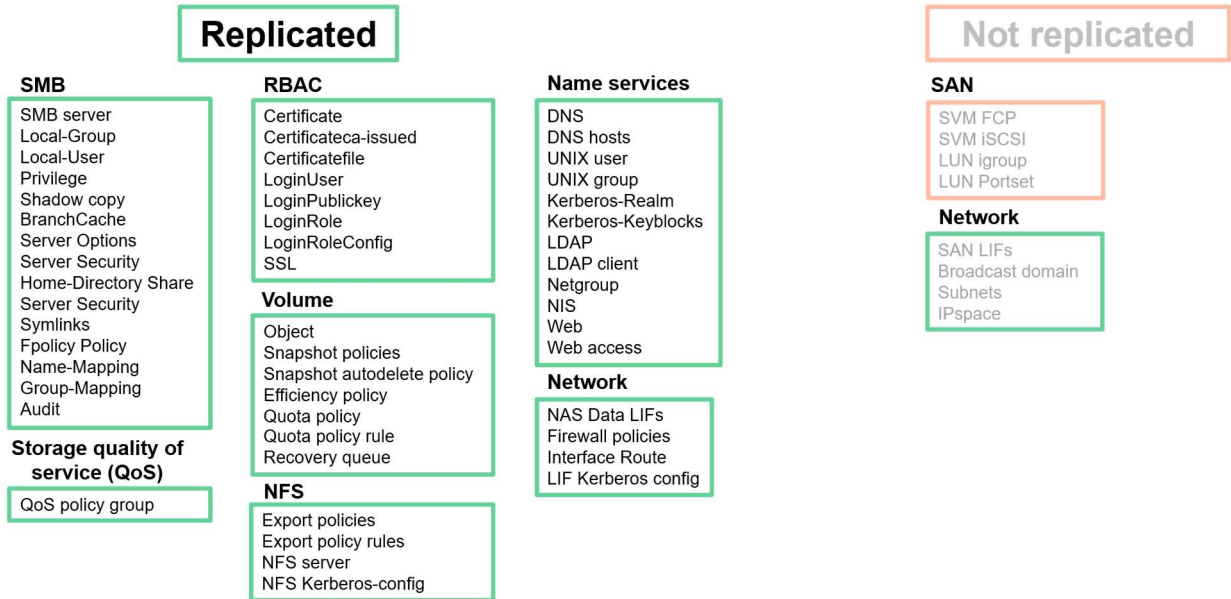 Replicated
SMB
SMB server
Local-Group
Local-User
Privilege
Shadow copy
BranchCache
Server Options
Server Security
Home-Directory Share
Server Security
Symlinks
Fpolicy Policy
Name-Mapping
Group-Mapping
Audit
Storage quality of
service (QoS)
QoS policy group
RBAC
Certificate
Certificateca-issued
Certificatefile
LoginUser
LoginPublickey
LoginRole
LoginRoleConfig
SSL
Volume
Object
Snapshot policies
Snapshot autodelete policy
Efficiency policy
Quota policy
Quota policy rule
Recovery queue
NFS
Export policies
Export policy rules
NFS server
NFS Kerberos-config
Name services
DNS
DNS hosts
UNIX user
UNIX group
Kerberos-Realm
Kerberos-Keyblocks
LDAP
LDAP client
Netgroup
NIS
Web
Web access
Network
NAS Data LIFs
Firewall policies
Interface Route
LIF Kerberos config
Not replicated
SAN
SVM FCP
SVM iSCSI
LUN igroup
LUN Portset
Network
SAN LIFs
Broadcast domain
Subnets
IPspace